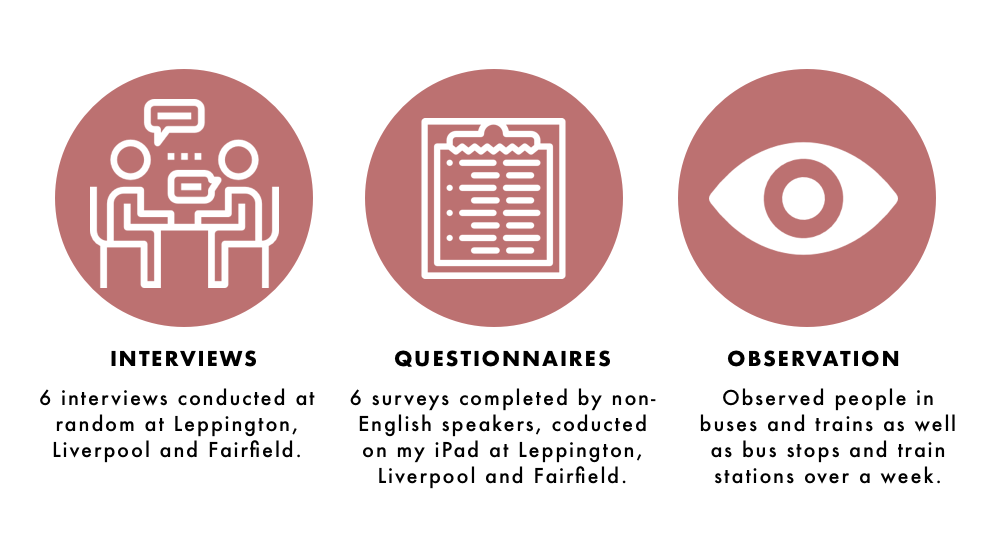 INTERVIEWS
6 interviews conducted at
random at Leppington,
Liverpool and Fairfield.
QUESTIONNAIRES
6 surveys completed by non-
English speakers, coducted
on my iPad at Leppington,
Liverpool and Fairfield.
OBSERVATION
Observed people in
buses and trains as well
as bus stops and train
stations over a week.